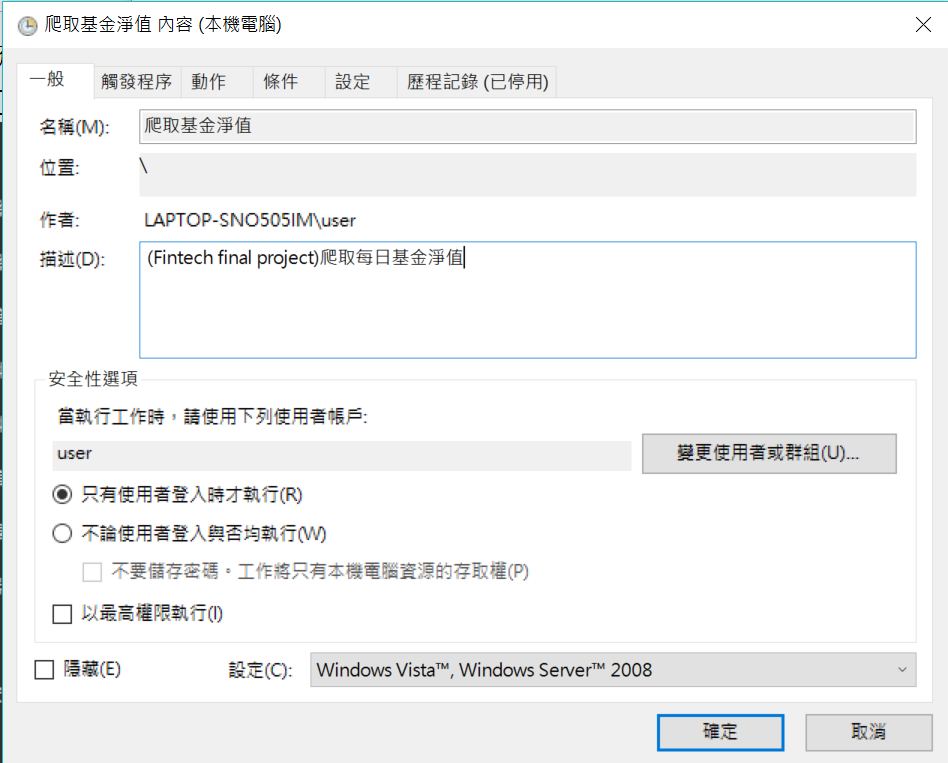 爬取基金淨值 內容 (本機電腦)
一般 觸發程序 動作 條件 設定 歷程記錄 (已停用)
名稱(M): 爬取基金淨值
位置: \
作者: LAPTOP-SNO505IM\user
描述(D): (Fintech final project)爬取每日基金淨值
安全性選項
當執行工作時，請使用下列使用者帳戶:
user 變更使用者或群組(U)...
只有使用者登入時才執行(R)
不論使用者登入與否均執行(W)
不要儲存密碼。工作將只有本機電腦資源的存取權(P)
以最高權限執行(I)
隱藏(E) 設定(C): Windows Vista™, Windows Server™ 2008
確定 取消